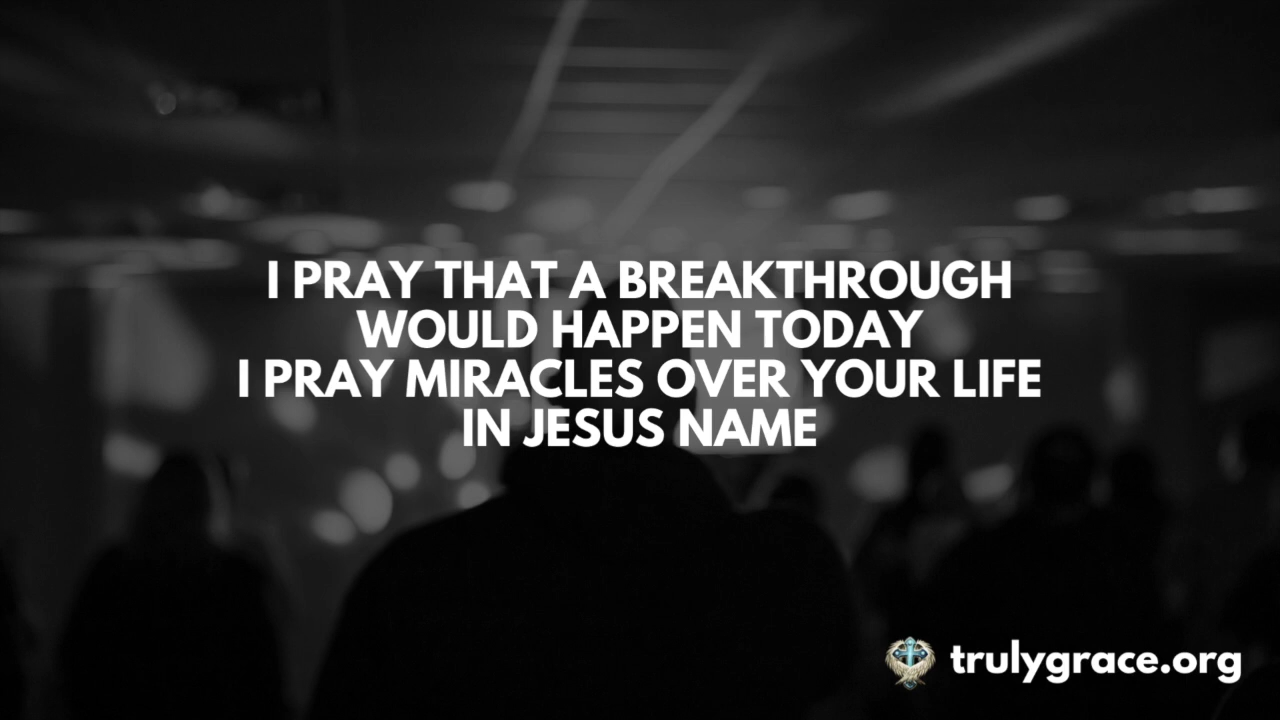 I PRAY THAT A BREAKTHROUGH
WOULD HAPPEN TODAY
I PRAY MIRACLES OVER YOUR LIFE
IN JESUS NAME
trulygrace.org